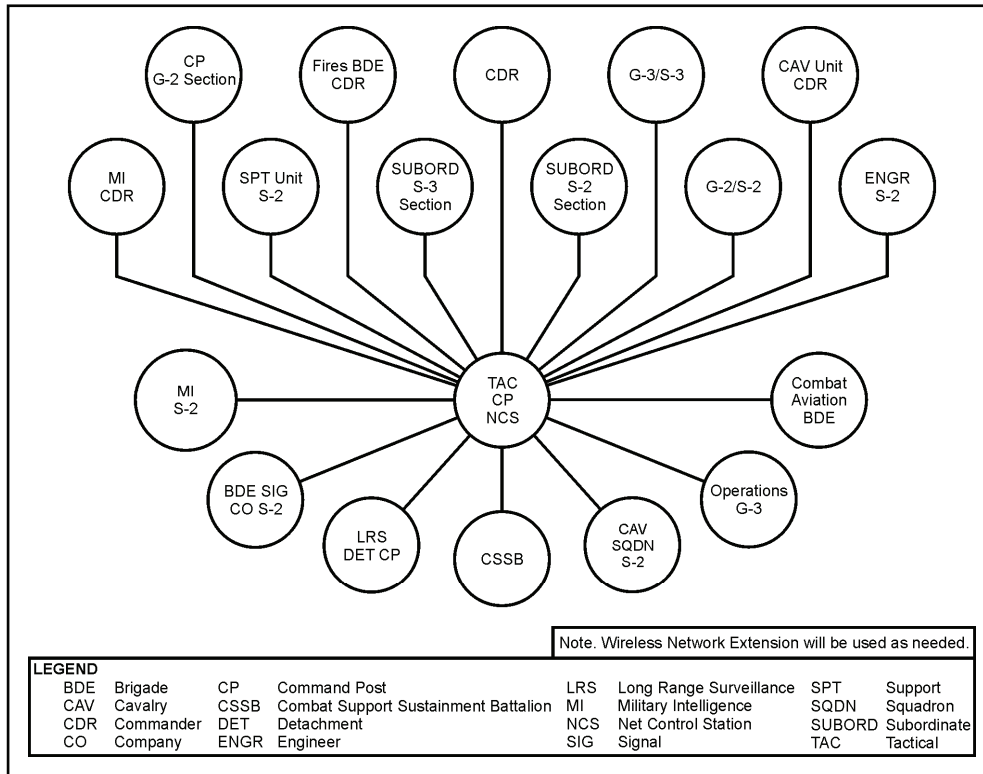 CP
G-2 Section
Fires BDE
CDR
CDR
G-3/S-3
CAV Unit
CDR
MI
CDR
SPT Unit
S-2
SUBORD
S-3
Section
SUBORD
S-2
Section
G-2/S-2
ENGR
S-2
MI
S-2
TAC
CP
NCS
Combat
Aviation
BDE
BDE SIG
CO S-2
LRS
DET CP
CSSB
CAV
SQDN
S-2
Operations
G-3
Note. Wireless Network Extension will be used as needed.
LEGEND
BDE Brigade CP Command Post LRS Long Range Surveillance SPT Support
CAV Cavalry CSSB Combat Support Sustainment Battalion MI Military Intelligence SQDN Squadron
CDR Commander DET Detachment NCS Net Control Station SUBORD Subordinate
CO Company ENGR Engineer SIG Signal TAC Tactical